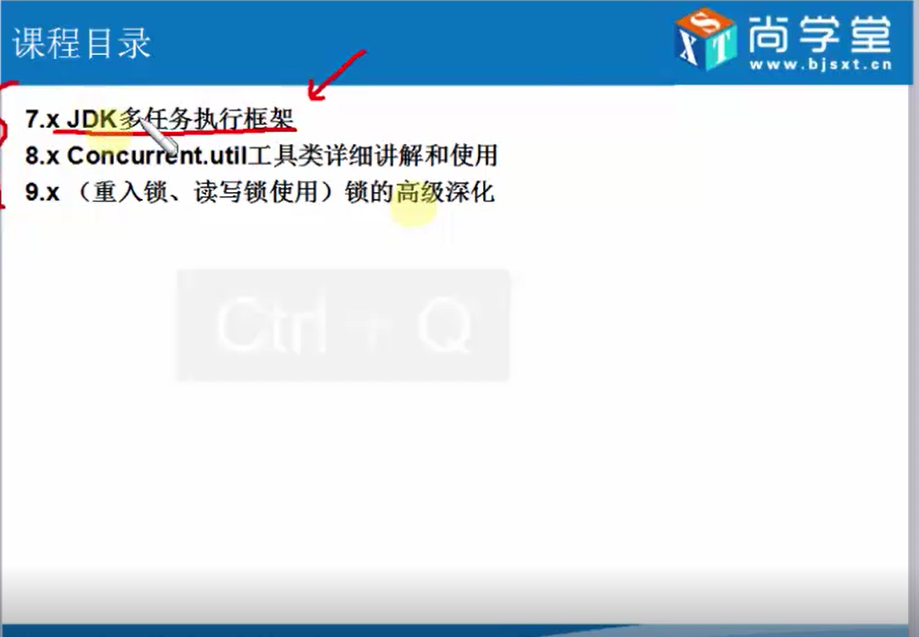 课程目录
尚学堂
www.bjsxt.cn
7.x JDK多任务执行框架
8.x Concurrent.util工具类详细讲解和使用
9.x （重入锁、读写锁使用）锁的高级深化
Ctrl + Q